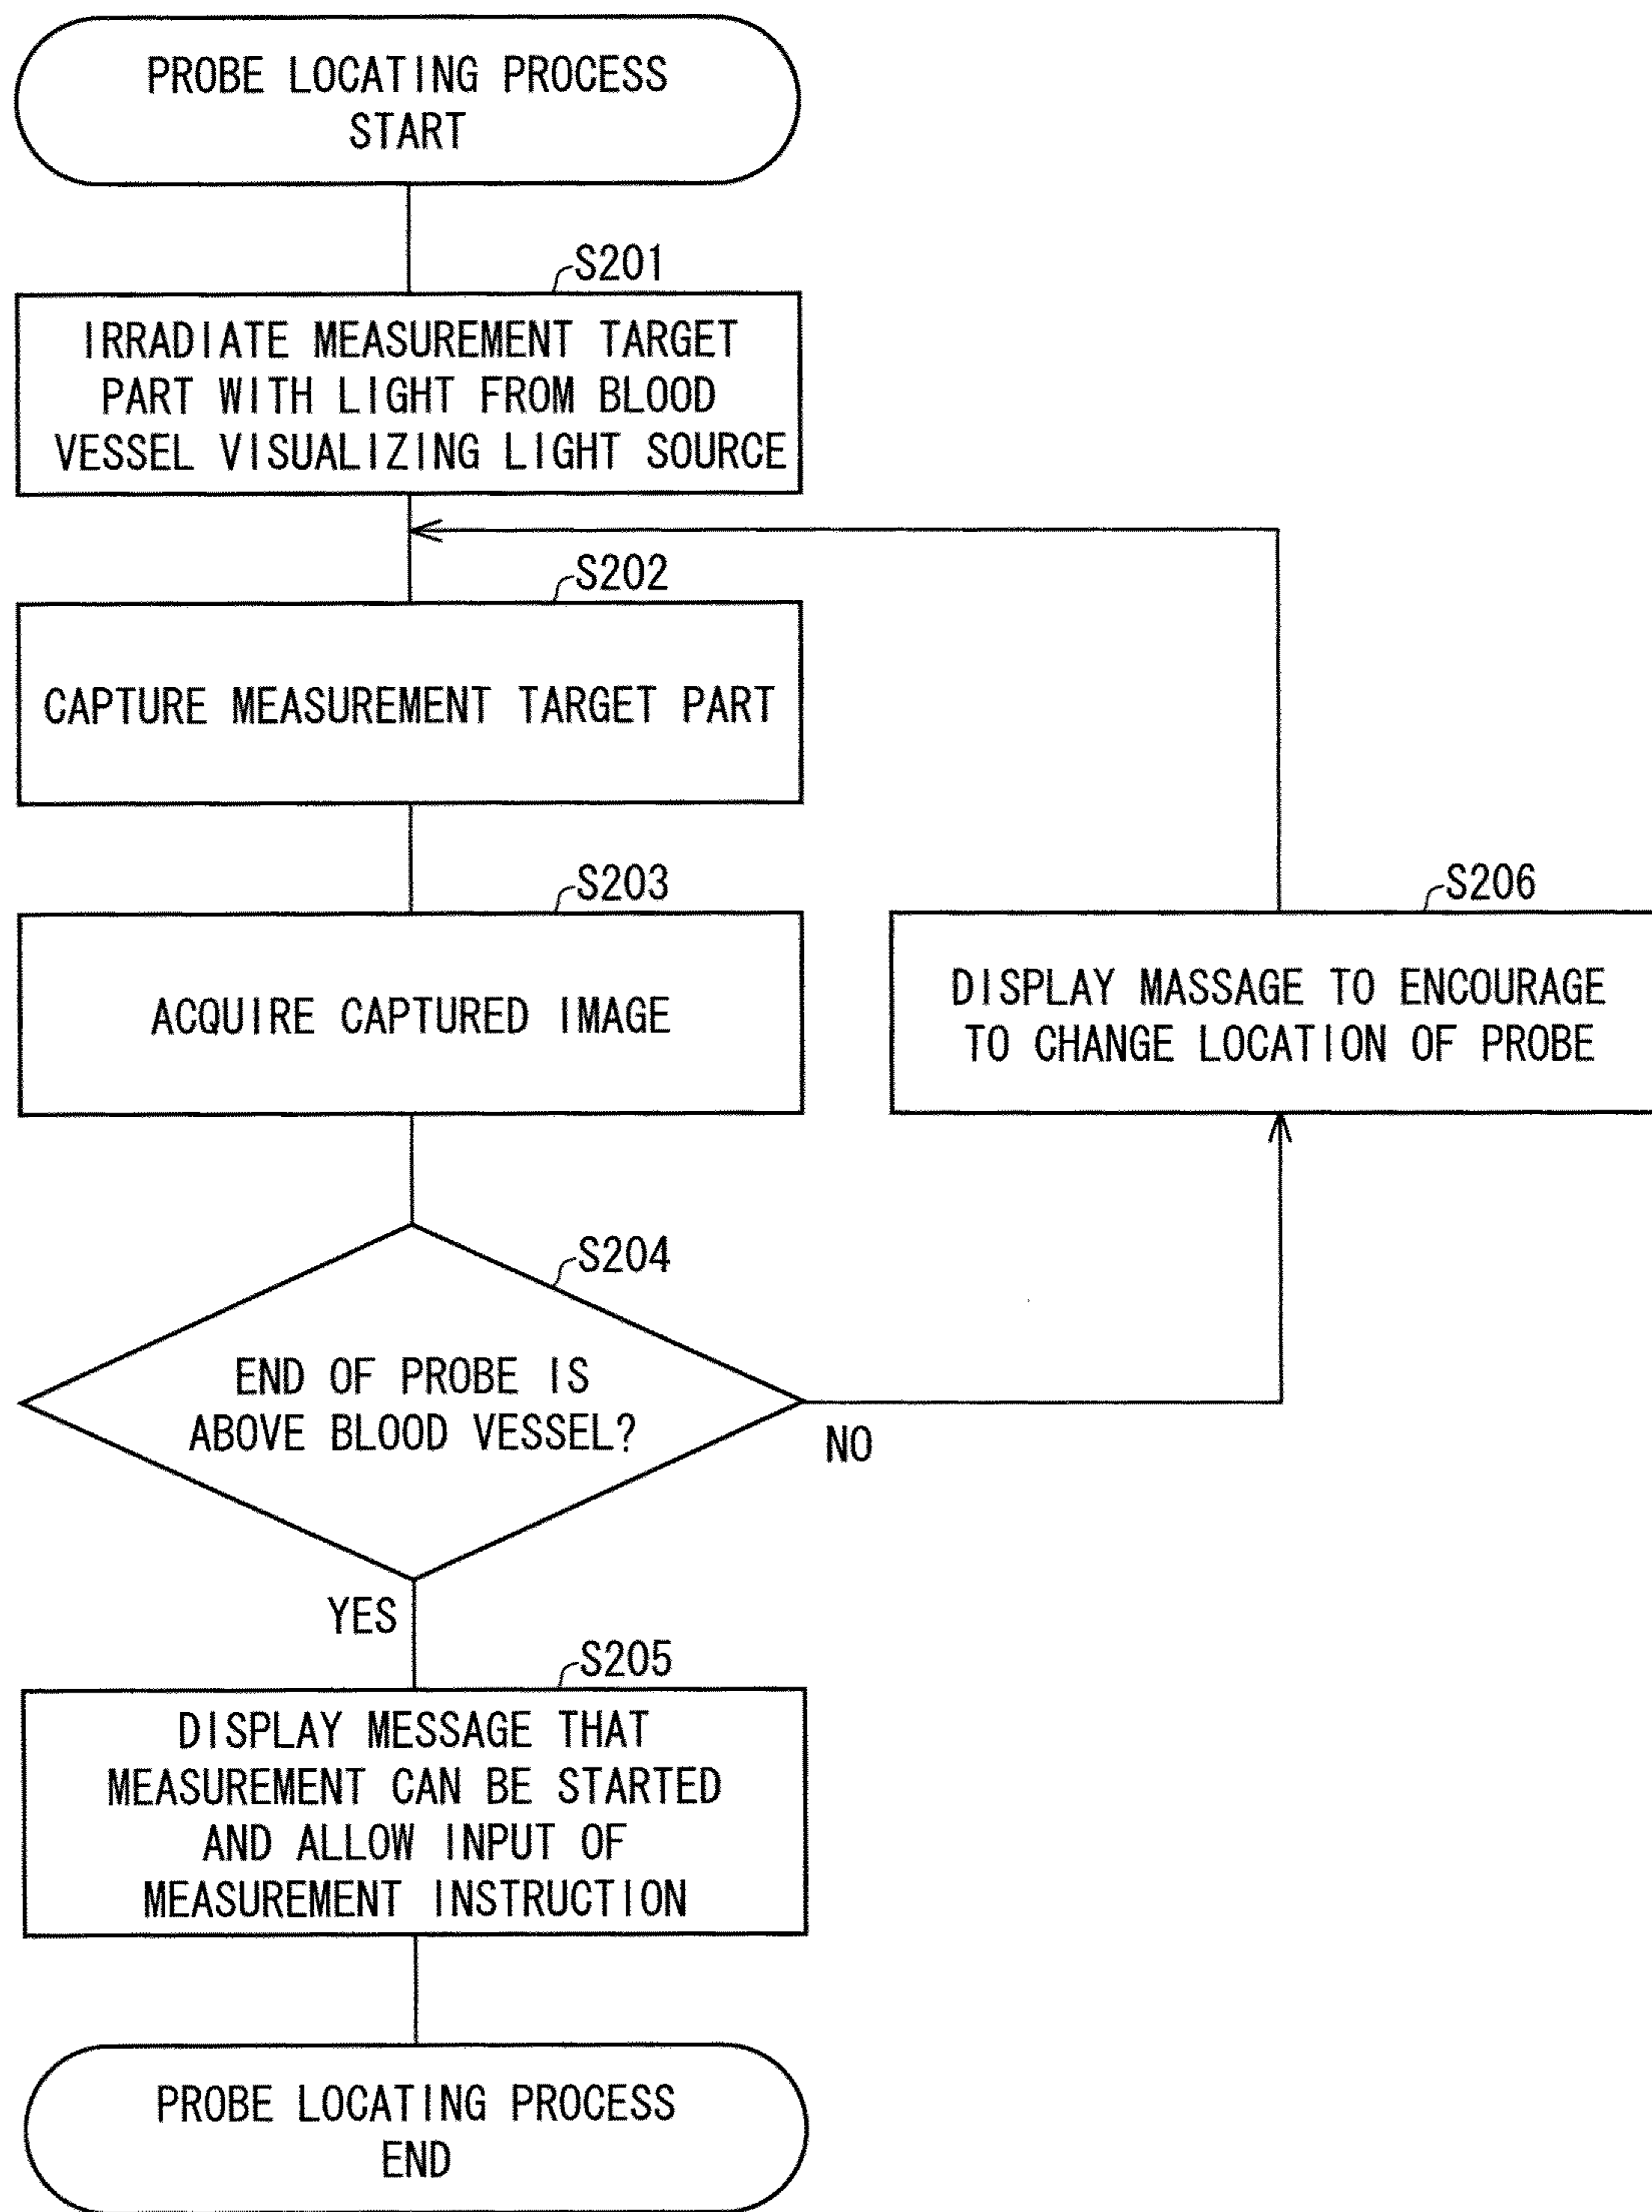 PROBE LOCATING PROCESS
START
S201
IRRADIATE MEASUREMENT TARGET
PART WITH LIGHT FROM BLOOD
VESSEL VISUALIZING LIGHT SOURCE
S202
CAPTURE MEASUREMENT TARGET PART
S203
ACQUIRE CAPTURED IMAGE
S206
DISPLAY MASSAGE TO ENCOURAGE
TO CHANGE LOCATION OF PROBE
S204
END OF PROBE IS
ABOVE BLOOD VESSEL?
NO
YES
S205
DISPLAY MESSAGE THAT
MEASUREMENT CAN BE STARTED
AND ALLOW INPUT OF
MEASUREMENT INSTRUCTION
PROBE LOCATING PROCESS
END